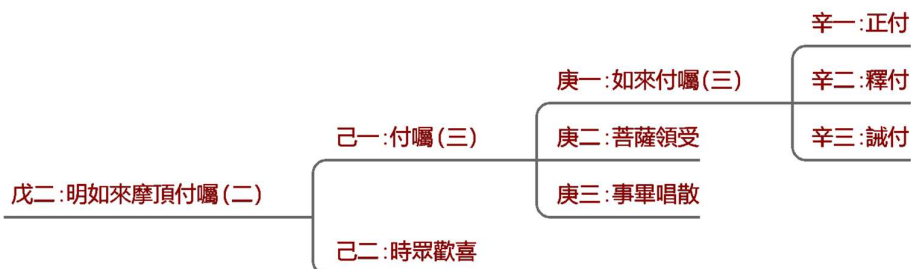 戊二:明如來摩頂付囑(二)
己一:付囑(三)
庚一:如來付囑(三)
辛一:正付
辛二:釋付
辛三:誡付
庚二:菩薩領受
庚三:事畢唱散
己二:時眾歡喜